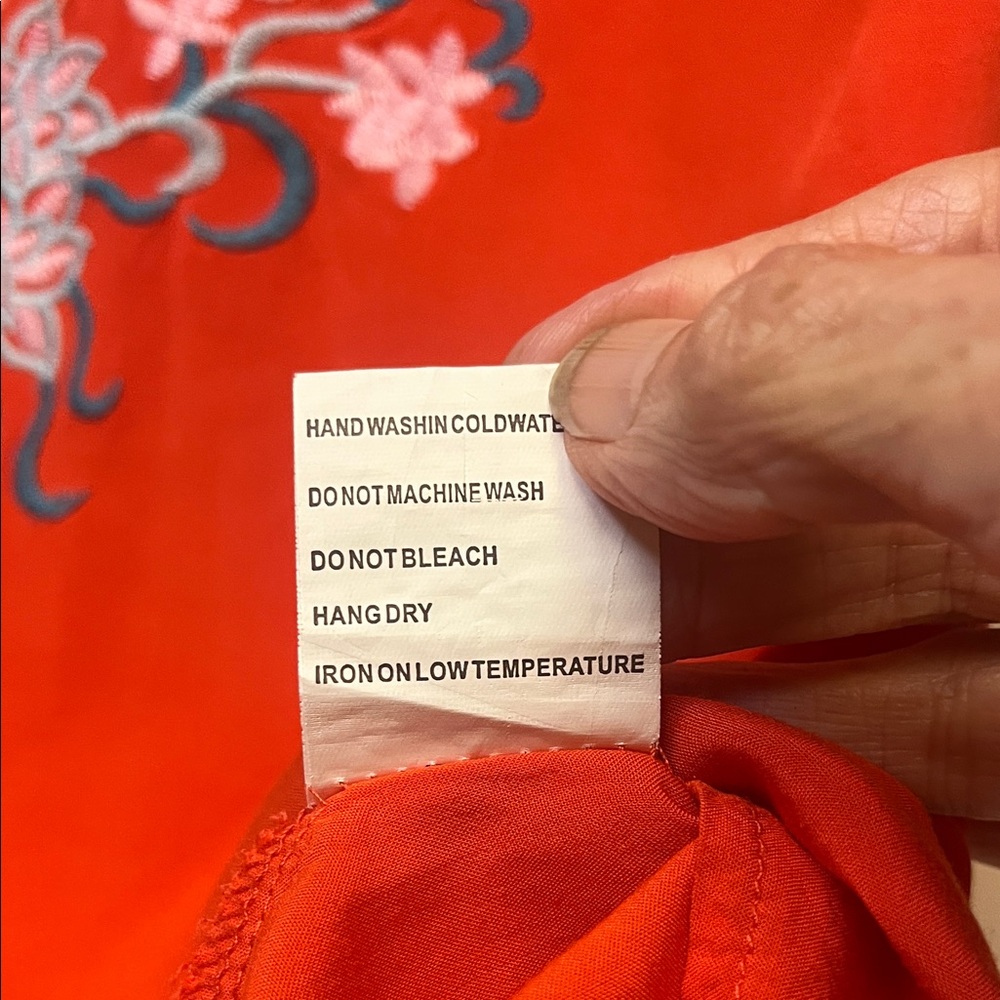 HAND WASH IN COLD WATE
DO NOT MACHINE WASH
DO NOT BLEACH
HANG DRY
IRON ON LOW TEMPERATURE